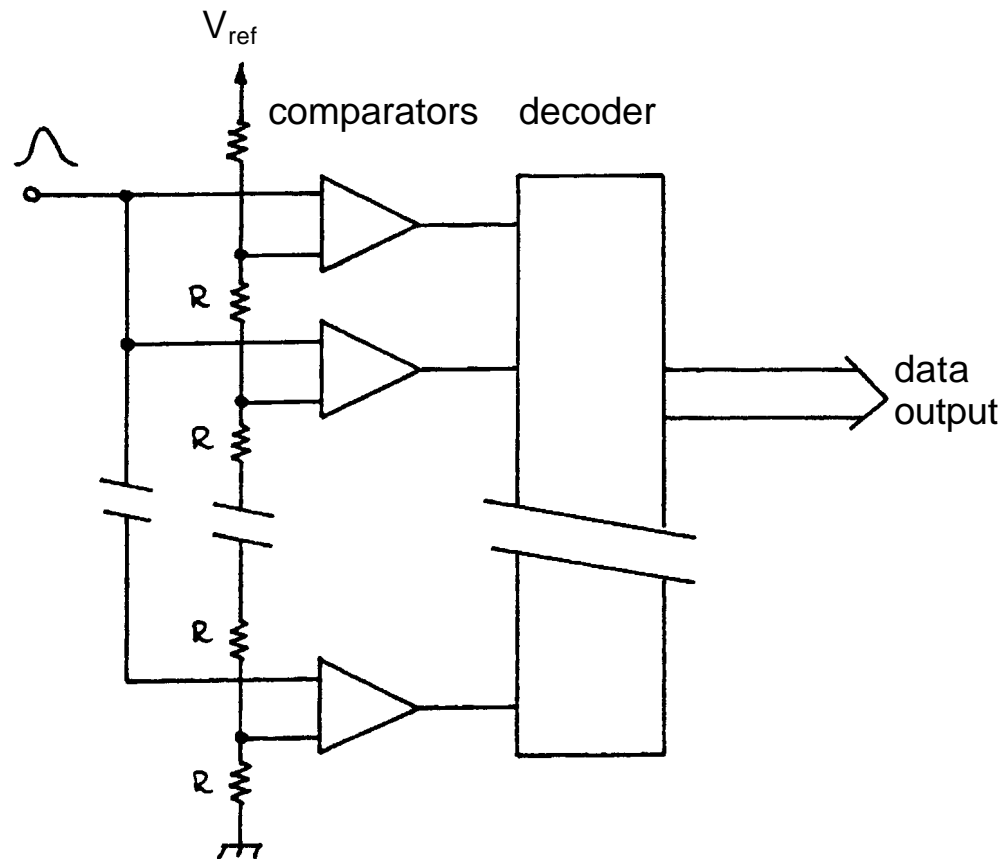 V_ref
comparators decoder
R
R
data
output
R
R